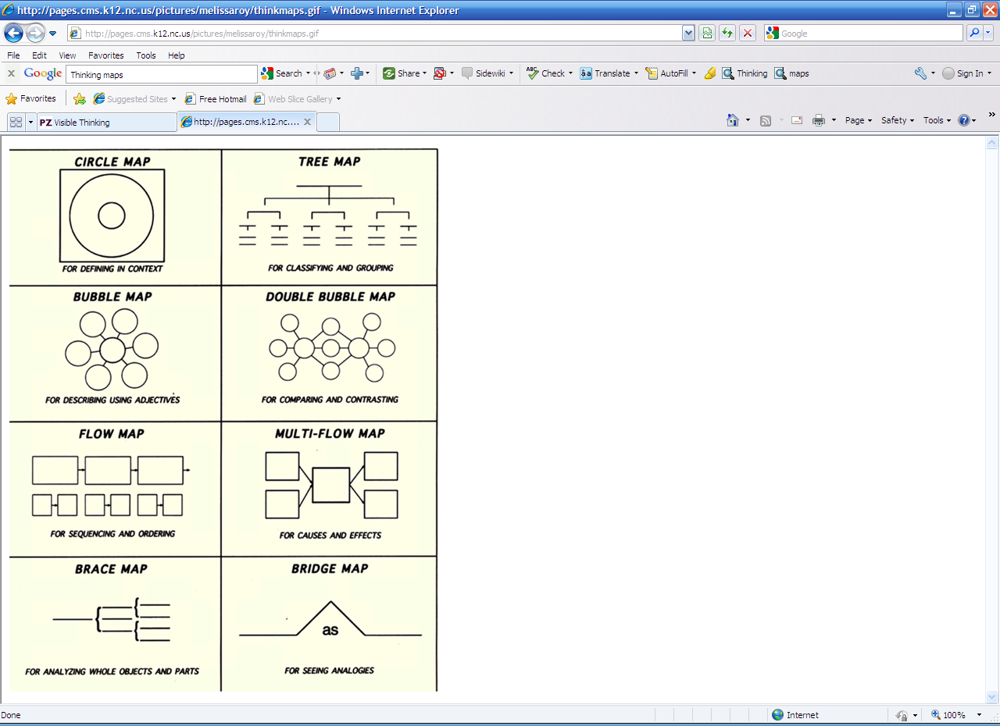 http://pages.cms.k12.nc.us/pictures/melissaroy/thinkmaps.gif - Windows Internet Explorer
http://pages.cms.k12.nc.us/pictures/melissaroy/thinkmaps.gif
Google
File Edit View Favorites Tools Help
x Google Thinking maps Search Share Sidewiki ABC Check Translate AutoFill Thinking maps Sign In
Favorites Suggested Sites Free Hotmail Web Slice Gallery
PZ Visible Thinking http://pages.cms.k12.nc.... Page Safety Tools
CIRCLE MAP
FOR DEFINING IN CONTEXT
TREE MAP
FOR CLASSIFYING AND GROUPING
BUBBLE MAP
FOR DESCRIBING USING ADJECTIVES
DOUBLE BUBBLE MAP
FOR COMPARING AND CONTRASTING
FLOW MAP
FOR SEQUENCING AND ORDERING
MULTI-FLOW MAP
FOR CAUSES AND EFFECTS
BRACE MAP
FOR ANALYZING WHOLE OBJECTS AND PARTS
BRIDGE MAP
as
FOR SEEING ANALOGIES
Done Internet 100%